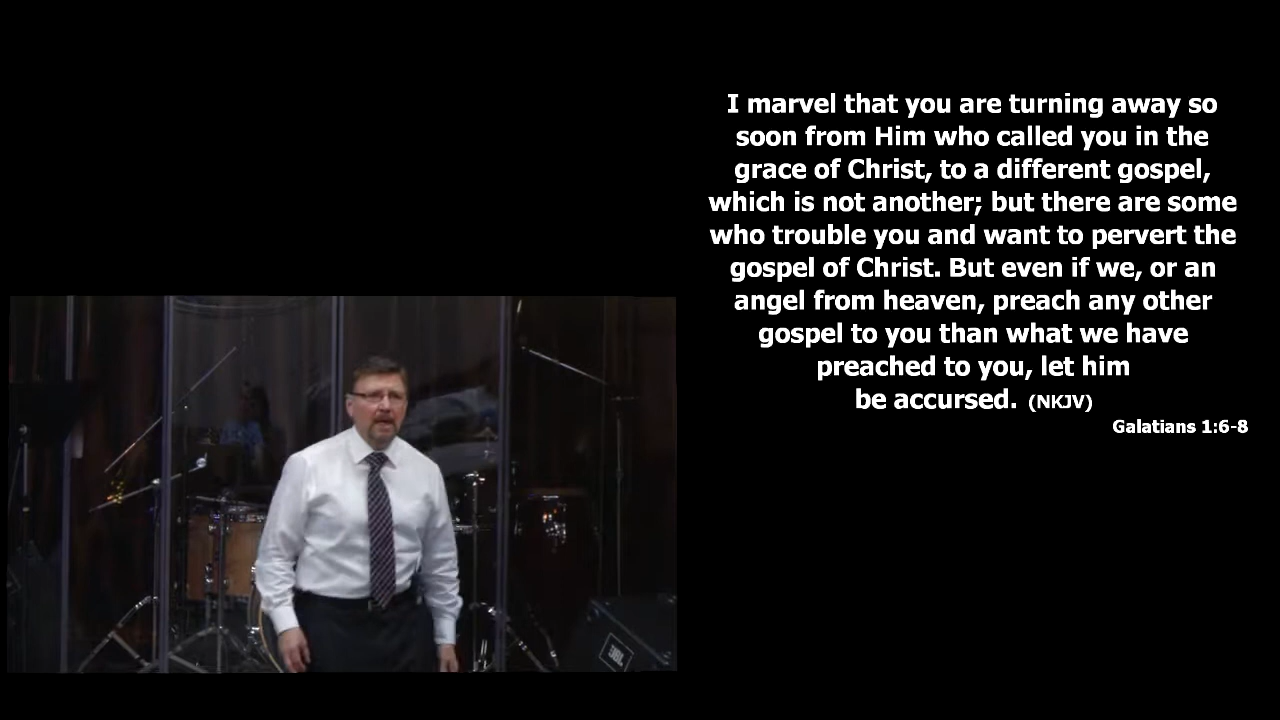 I marvel that you are turning away so
soon from Him who called you in the
grace of Christ, to a different gospel,
which is not another; but there are some
who trouble you and want to pervert the
gospel of Christ. But even if we, or an
angel from heaven, preach any other
gospel to you than what we have
preached to you, let him
be accursed. (NKJV)
Galatians 1:6-8
JBL